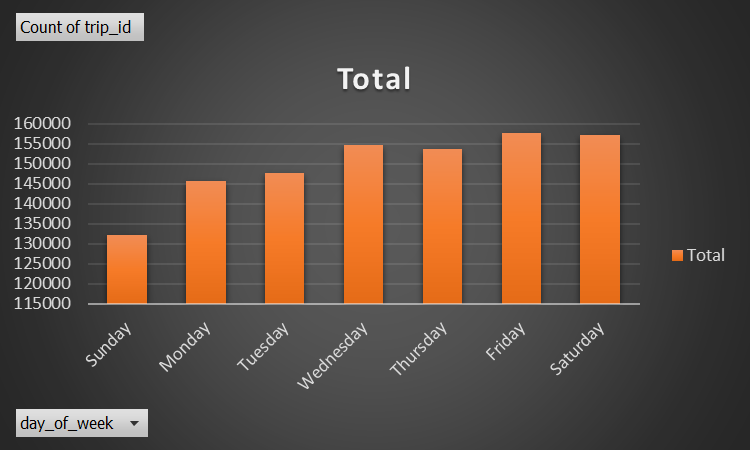 Count of trip_id
Total
160000
155000
150000
145000
140000
135000
130000
125000
120000
115000
Sunday
Monday
Tuesday
Wednesday
Thursday
Friday
Saturday
Total
day_of_week